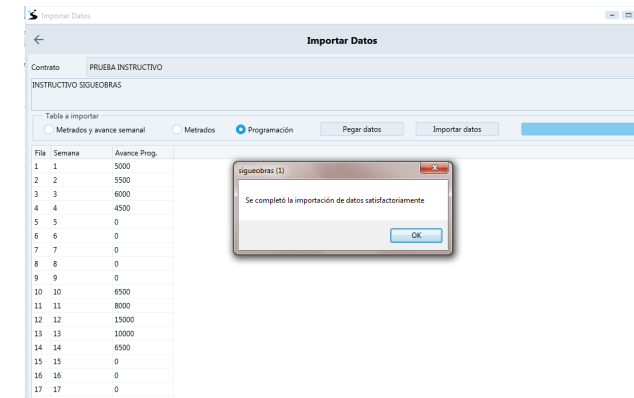 Importar Datos
Importar Datos
Contrato PRUEBA INSTRUCTIVO
INSTRUCTIVO SIGUEOBRAS
Tabla a importar
Metrados y avance semanal Metrados Programación Pegar datos Importar datos
Fila Semana Avance Prog.
1 1 5000
2 2 5500
3 3 6000
4 4 4500
5 5 0
6 6 0
7 7 0
8 8 0
9 9 0
10 10 6500
11 11 8000
12 12 15000
13 13 10000
14 14 6500
15 15 0
16 16 0
17 17 0
sigueobras (1)
Se completó la importación de datos satisfactoriamente
OK